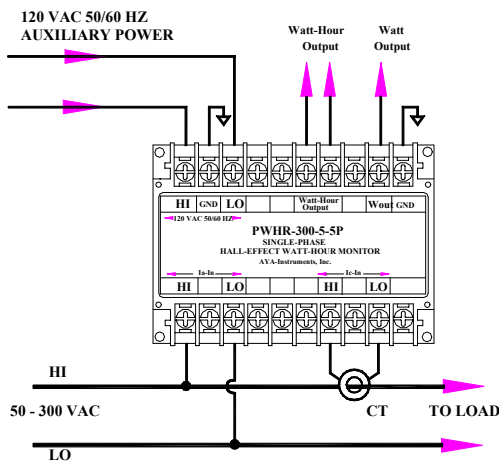 120 VAC 50/60 HZ
AUXILIARY POWER
Watt-Hour
Output
Watt
Output
HI GND LO Watt-Hour
Output Wout GND
120 VAC 50/60 HZ
PWHR-300-5-5P
SINGLE-PHASE
HALL-EFFECT WATT-HOUR MONITOR
AYA-Instruments, Inc.
Ia-In Ic-In
HI LO HI LO
HI
50 - 300 VAC CT TO LOAD
LO